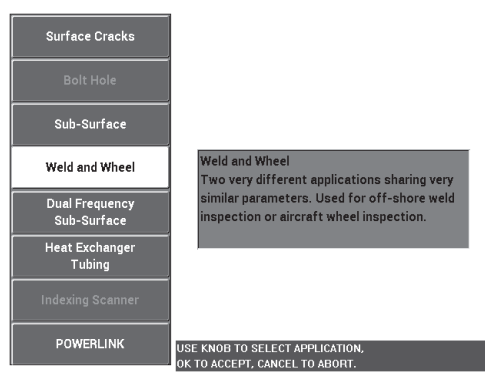 Surface Cracks
Bolt Hole
Sub-Surface
Weld and Wheel
Dual Frequency
Sub-Surface
Heat Exchanger
Tubing
Indexing Scanner
POWERLINK
Weld and Wheel
Two very different applications sharing very
similar parameters. Used for off-shore weld
inspection or aircraft wheel inspection.
USE KNOB TO SELECT APPLICATION,
OK TO ACCEPT, CANCEL TO ABORT.